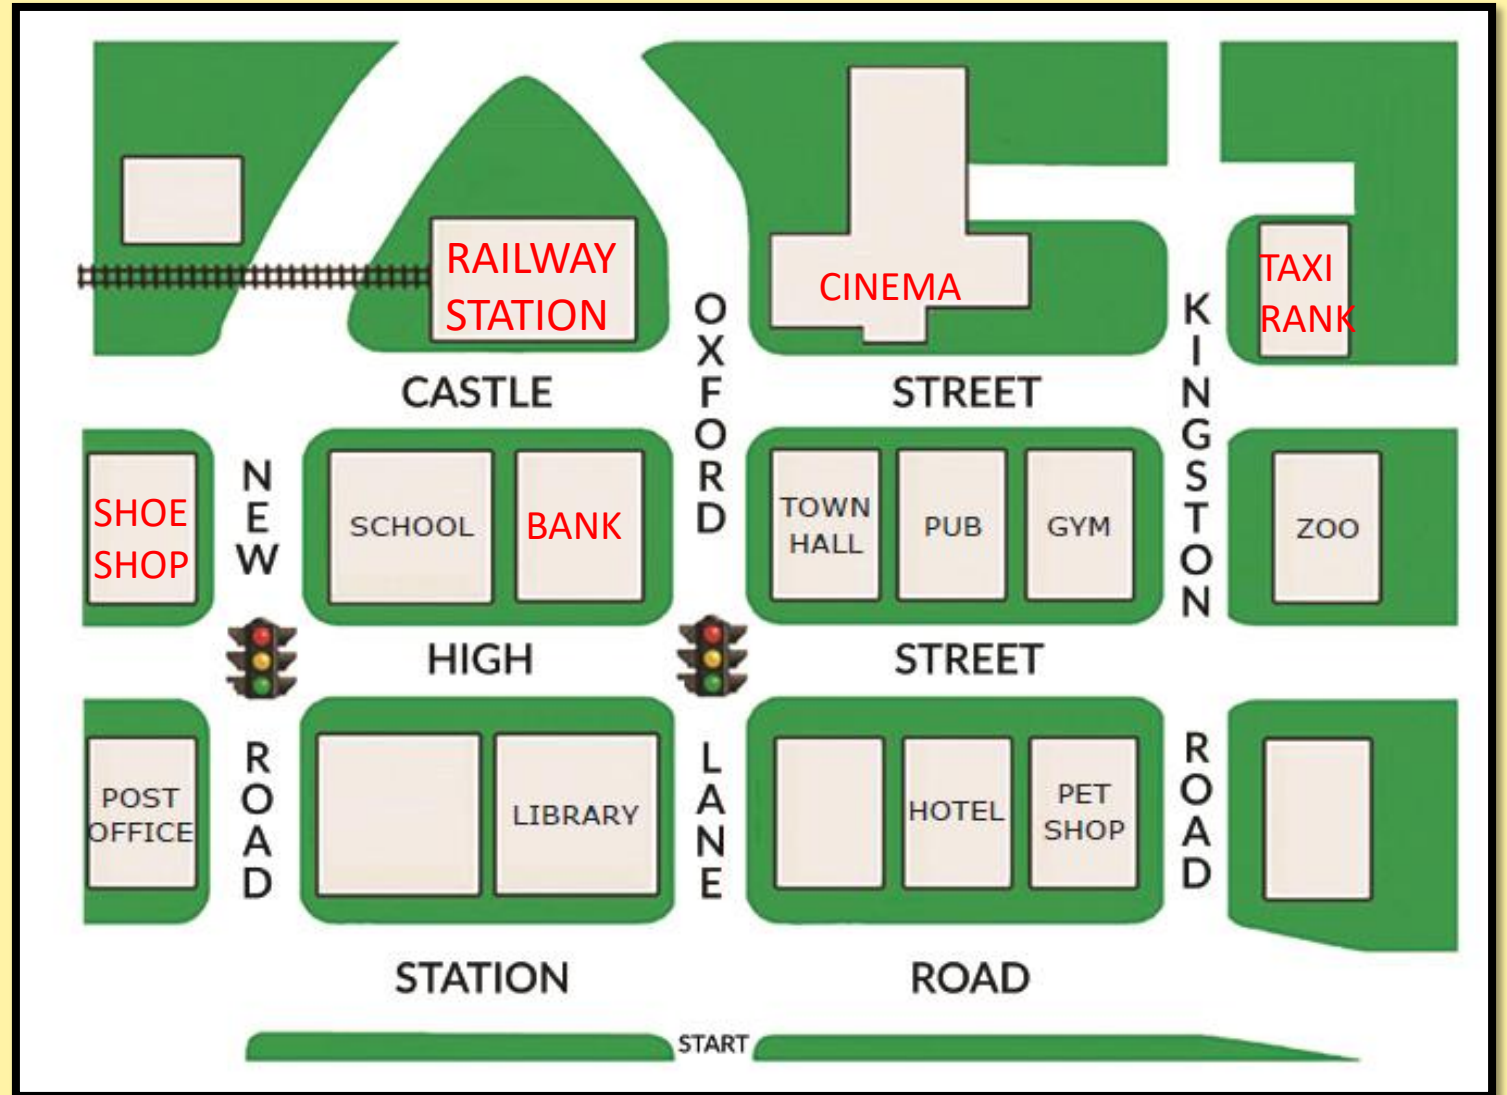 RAILWAY
STATION
CINEMA
TAXI
RANK
OXFORD
KINGSTON
CASTLE
STREET
SHOE
SHOP
NEW
SCHOOL
BANK
TOWN
HALL
PUB
GYM
ZOO
HIGH
STREET
POST
OFFICE
ROAD
LIBRARY
LANE
HOTEL
PET
SHOP
ROAD
STATION
ROAD
START